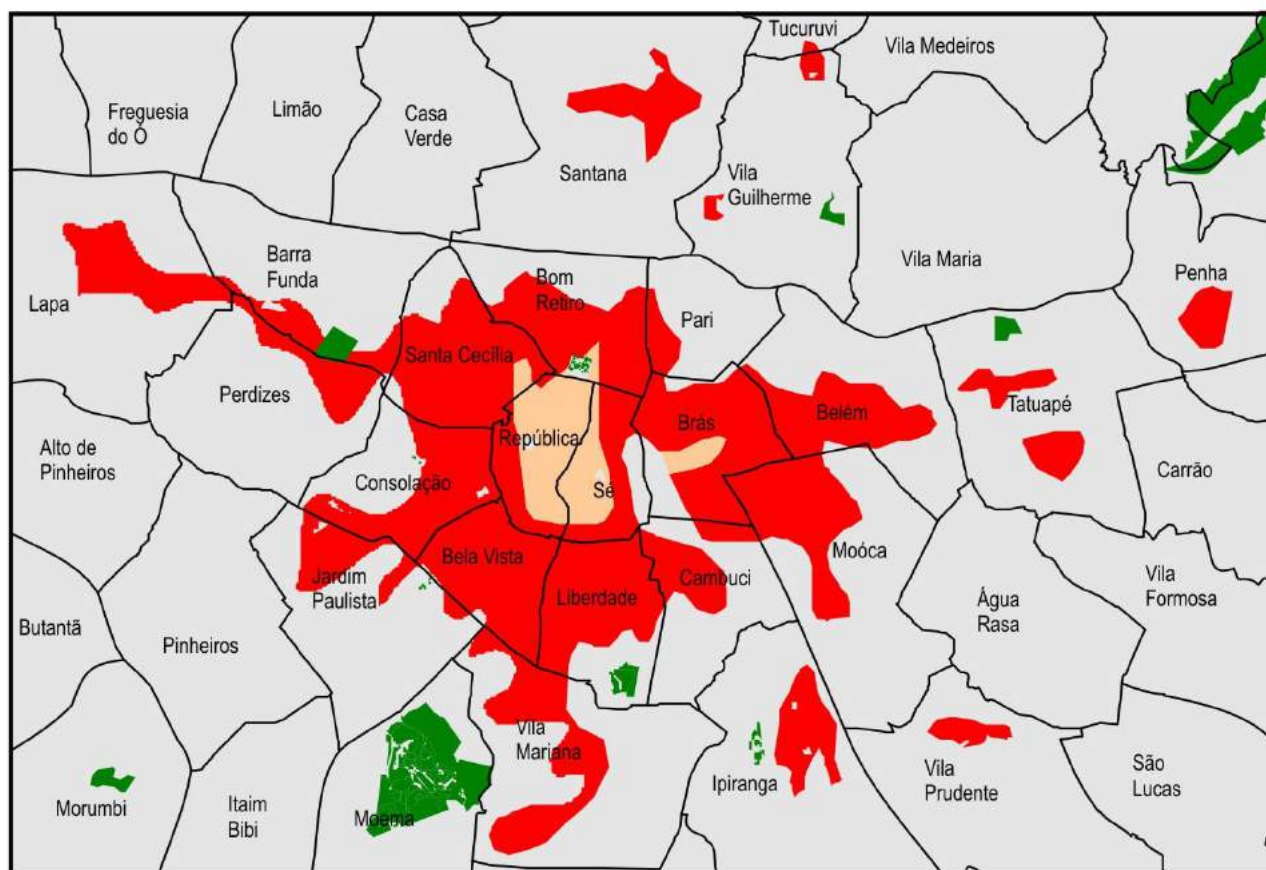 Tucuruvi
Vila Medeiros
Freguesia
do Ó
Limão
Casa
Verde
Santana
Vila
Guilherme
Vila Maria
Penha
Barra
Funda
Bom
Retiro
Lapa
Pari
Santa Cecília
Perdizes
Tatuapé
Belém
Brás
República
Alto de
Pinheiros
Carrão
Consolação
Sé
Moóca
Bela Vista
Cambuci
Jardim
Paulista
Liberdade
Vila
Formosa
Água
Rasa
Butantã
Pinheiros
Vila
Mariana
Ipiranga
Vila
Prudente
São
Lucas
Morumbi
Itaim
Bibi
Moema